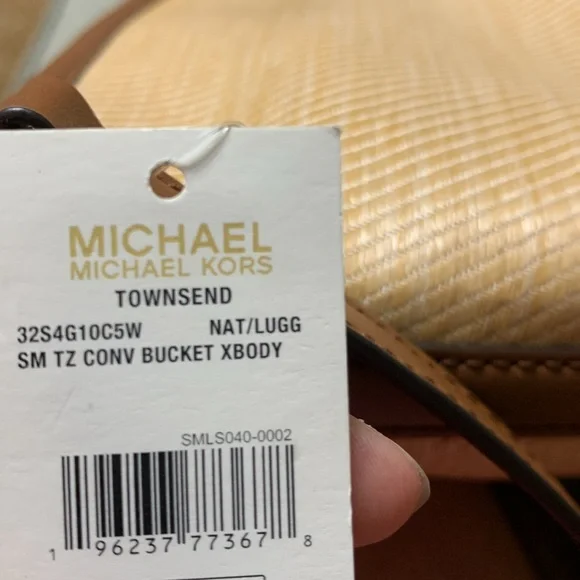 MICHAEL
MICHAEL KORS
TOWNSEND
32S4G10C5W NAT/LUGG
SM TZ CONV BUCKET XBODY
SMLS040-0002
1 96237 77367 8